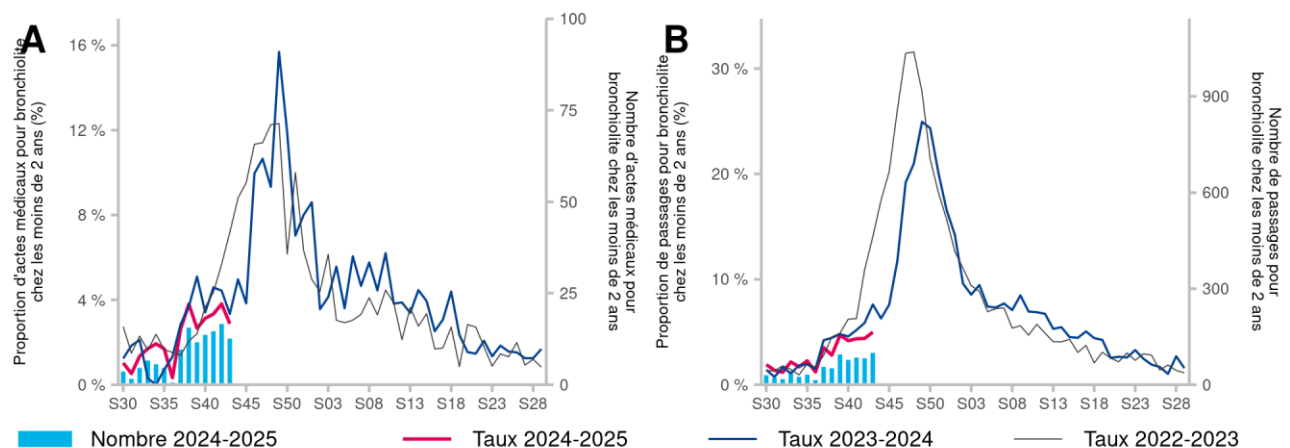 A
Proportion d'actes médicaux pour bronchiolite
chez les moins de 2 ans (%)
16 %
12 %
8 %
4 %
0 %
100
75
50
25
0
Nombre d'actes médicaux pour
bronchiolite chez les moins de 2 ans
S30 S35 S40 S45 S50 S03 S08 S13 S18 S23 S28
B
Proportion de passages pour bronchiolite
chez les moins de 2 ans (%)
30 %
20 %
10 %
0 %
900
600
300
0
Nombre de passages pour
bronchiolite chez les moins de 2 ans
S30 S35 S40 S45 S50 S03 S08 S13 S18 S23 S28
Nombre 2024-2025 Taux 2024-2025 Taux 2023-2024 Taux 2022-2023